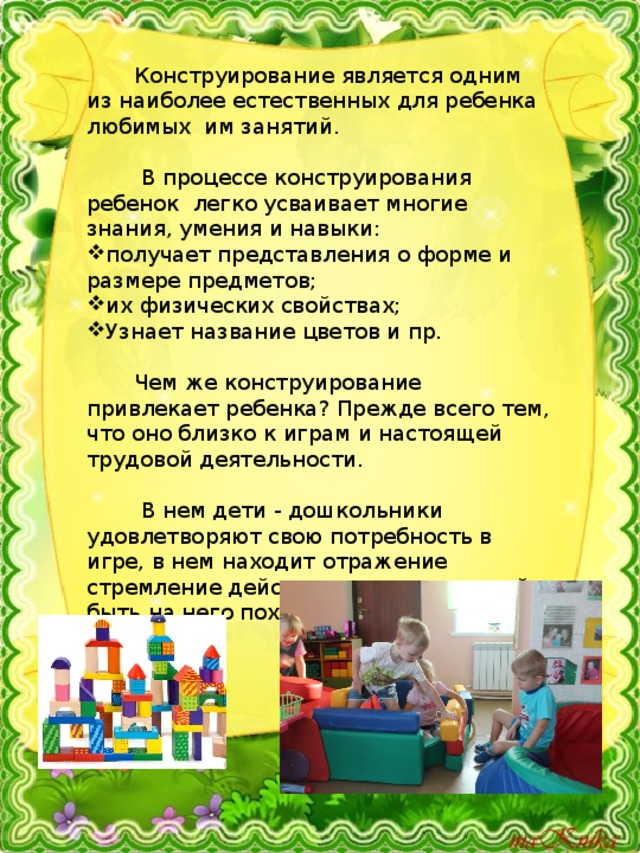 Конструирование является одним
из наиболее естественных для ребенка
любимых им занятий.
В процессе конструирования
ребенок легко усваивает многие
знания, умения и навыки:
❖получает представления о форме и
размере предметов;
❖их физических свойствах;
❖Узнает название цветов и пр.
Чем же конструирование
привлекает ребенка? Прежде всего тем,
что оно близко к играм и настоящей
трудовой деятельности.
В нем дети - дошкольники
удовлетворяют свою потребность в
игре, в нем находит отражение
стремление
быть на него